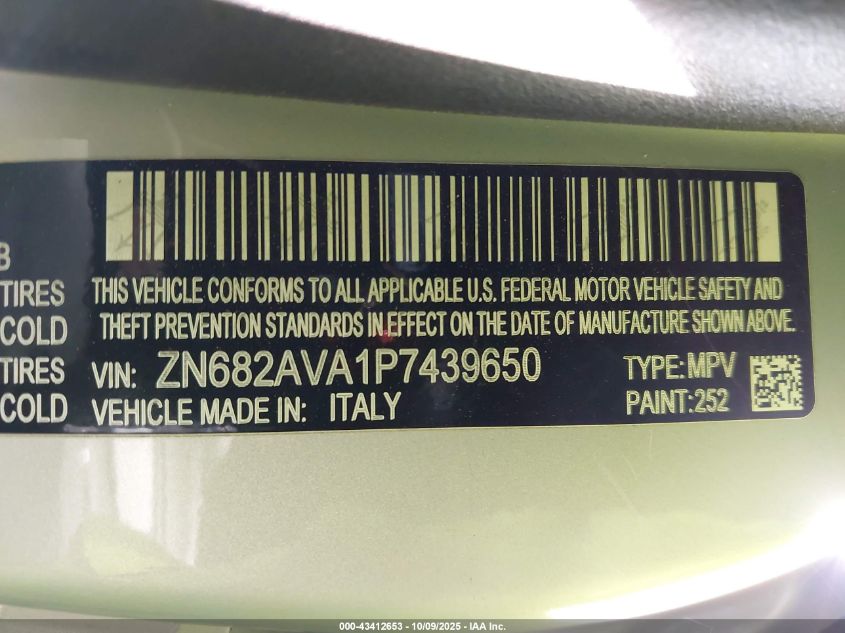 B
TIRES
COLD
TIRES
COLD
THIS VEHICLE CONFORMS TO ALL APPLICABLE U.S. FEDERAL MOTOR VEHICLE SAFETY AND
THEFT PREVENTION STANDARDS IN EFFECT ON THE DATE OF MANUFACTURE SHOWN ABOVE.
VIN: ZN682AVA1P7439650 TYPE:MPV
VEHICLE MADE IN: ITALY PAINT:252
000-43412653 - 10/09/2025 - IAA Inc.